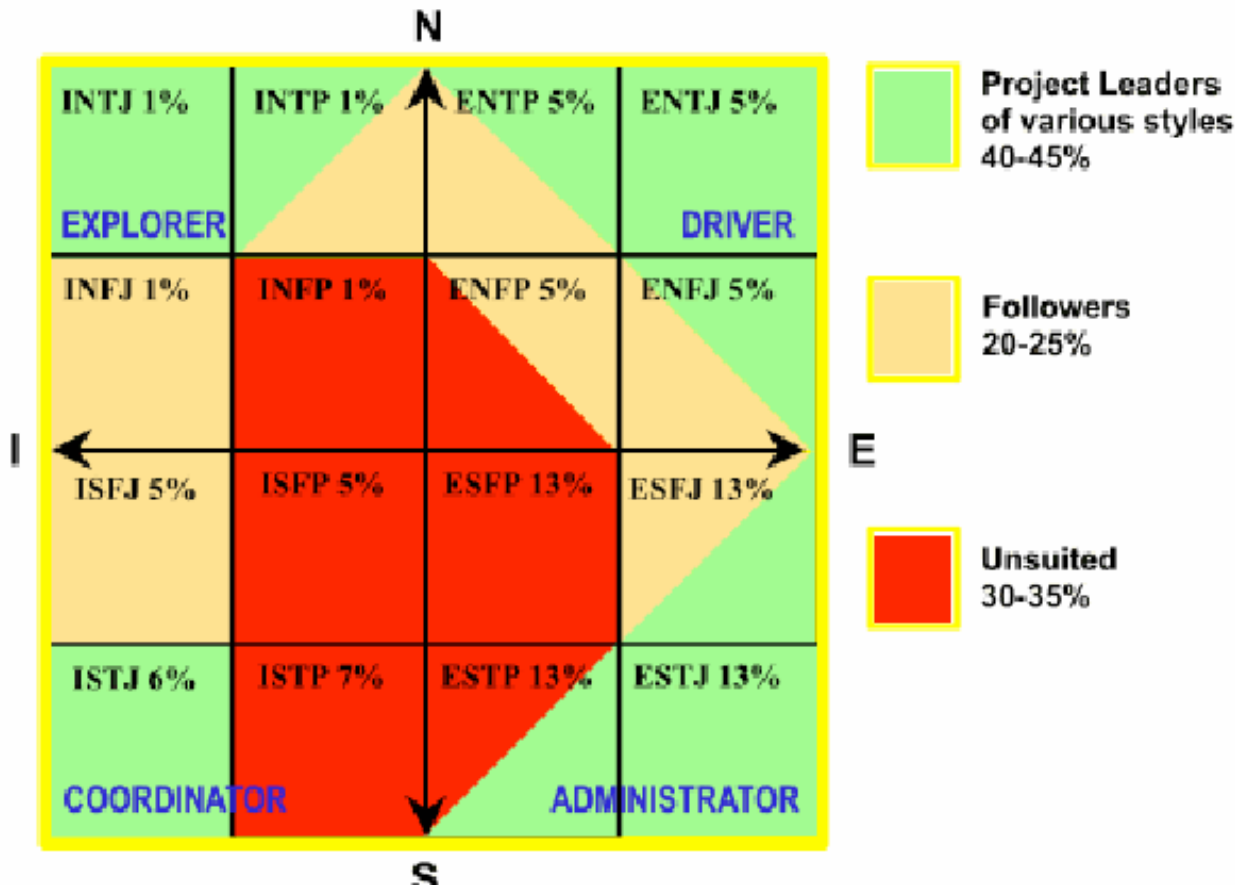 N
INTJ 1%
INTP 1%
ENTP 5%
ENTJ 5%
EXPLORER
DRIVER
INFJ 1%
INFP 1%
ENFP 5%
ENFJ 5%
I
E
ISFJ 5%
ISFP 5%
ESFP 13%
ESFJ 13%
ISTJ 6%
ISTP 7%
ESTP 13%
ESTJ 13%
COORDINATOR
ADMINISTRATOR
S
Project Leaders
of various styles
40-45%
Followers
20-25%
Unsuited
30-35%